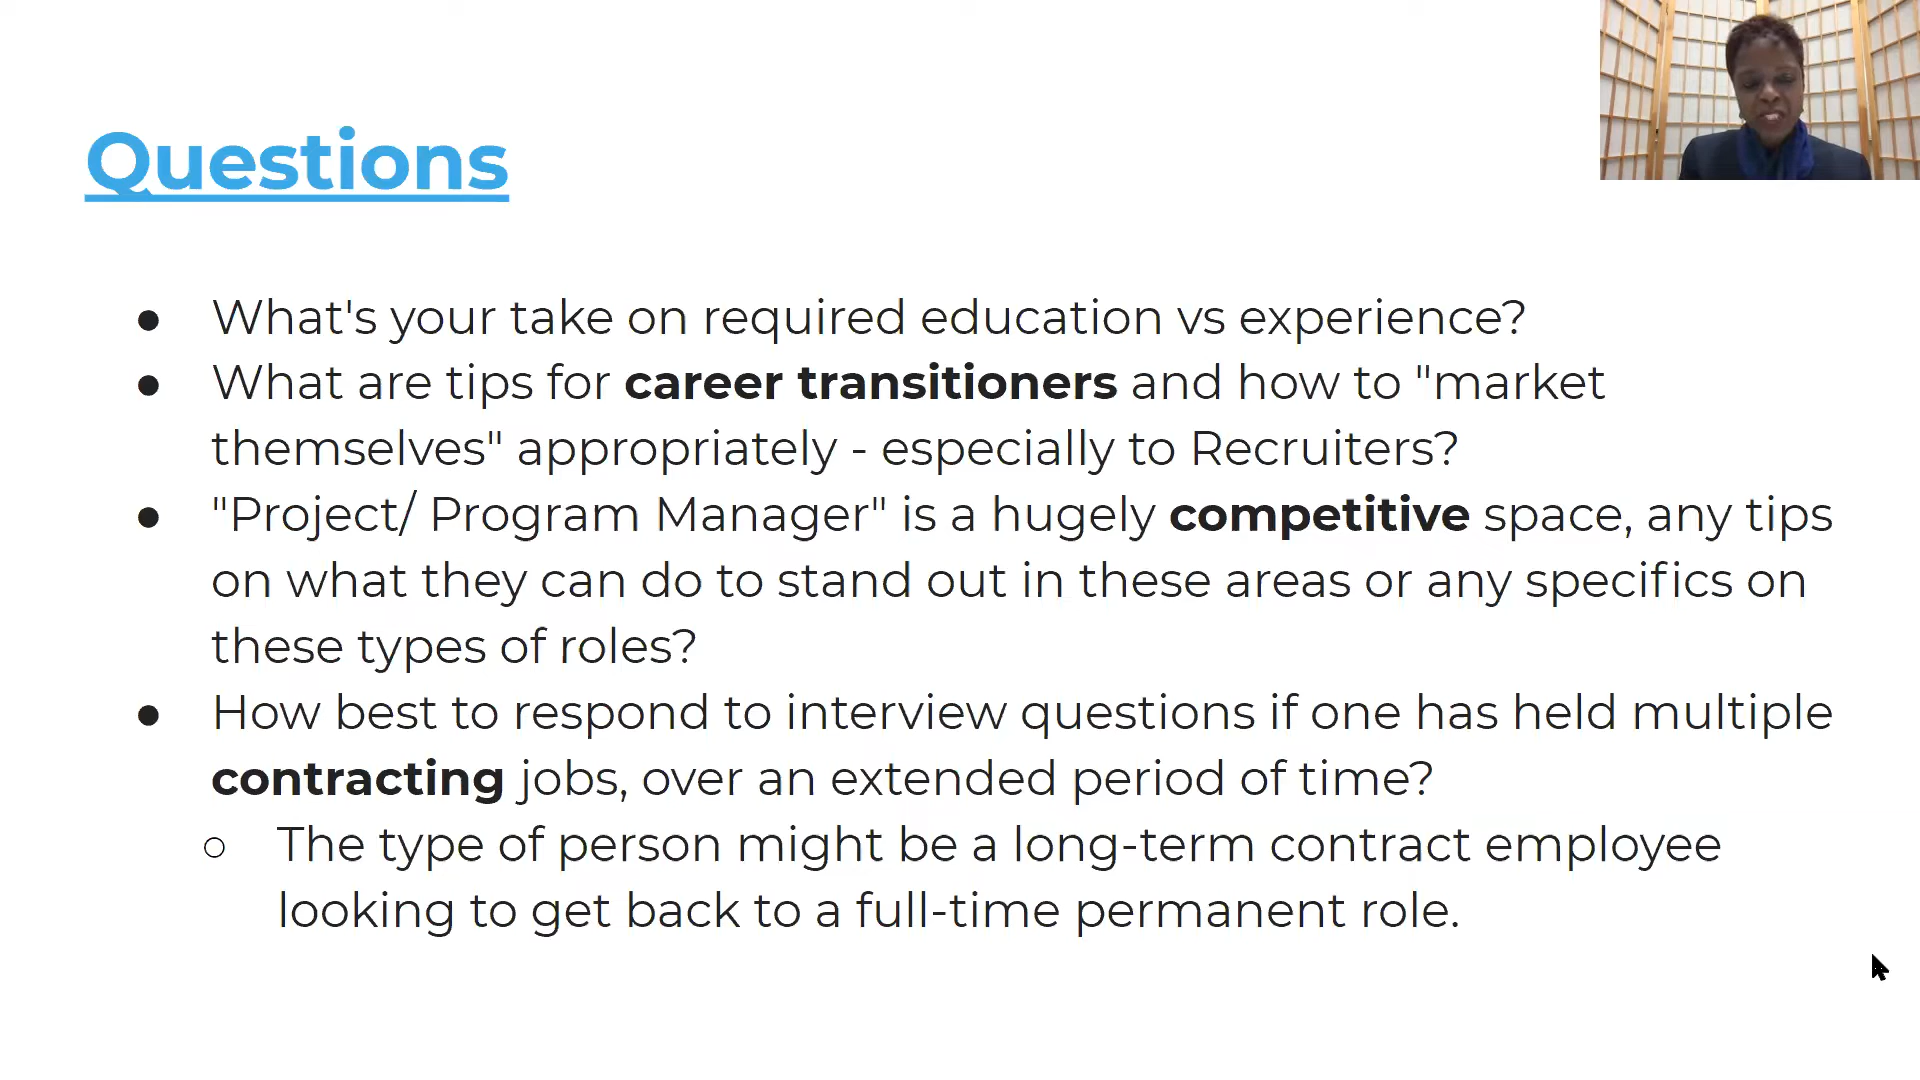 Questions
● What's your take on required education vs experience?
● What are tips for career transitioners and how to "market
themselves" appropriately - especially to Recruiters?
● "Project/ Program Manager" is a hugely competitive space, any tips
on what they can do to stand out in these areas or any specifics on
these types of roles?
● How best to respond to interview questions if one has held multiple
contracting jobs, over an extended period of time?
○ The type of person might be a long-term contract employee
looking to get back to a full-time permanent role.